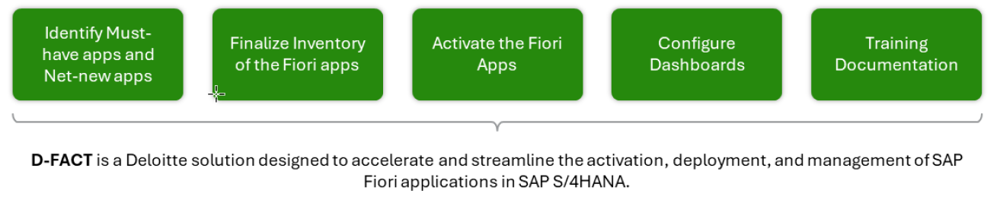 Identify Must-
have apps and
Net-new apps
Finalize Inventory
of the Fiori apps
Activate the Fiori
Apps
Configure
Dashboards
Training
Documentation
D-FACT is a Deloitte solution designed to accelerate and streamline the activation, deployment, and management of SAP
Fiori applications in SAP S/4HANA.